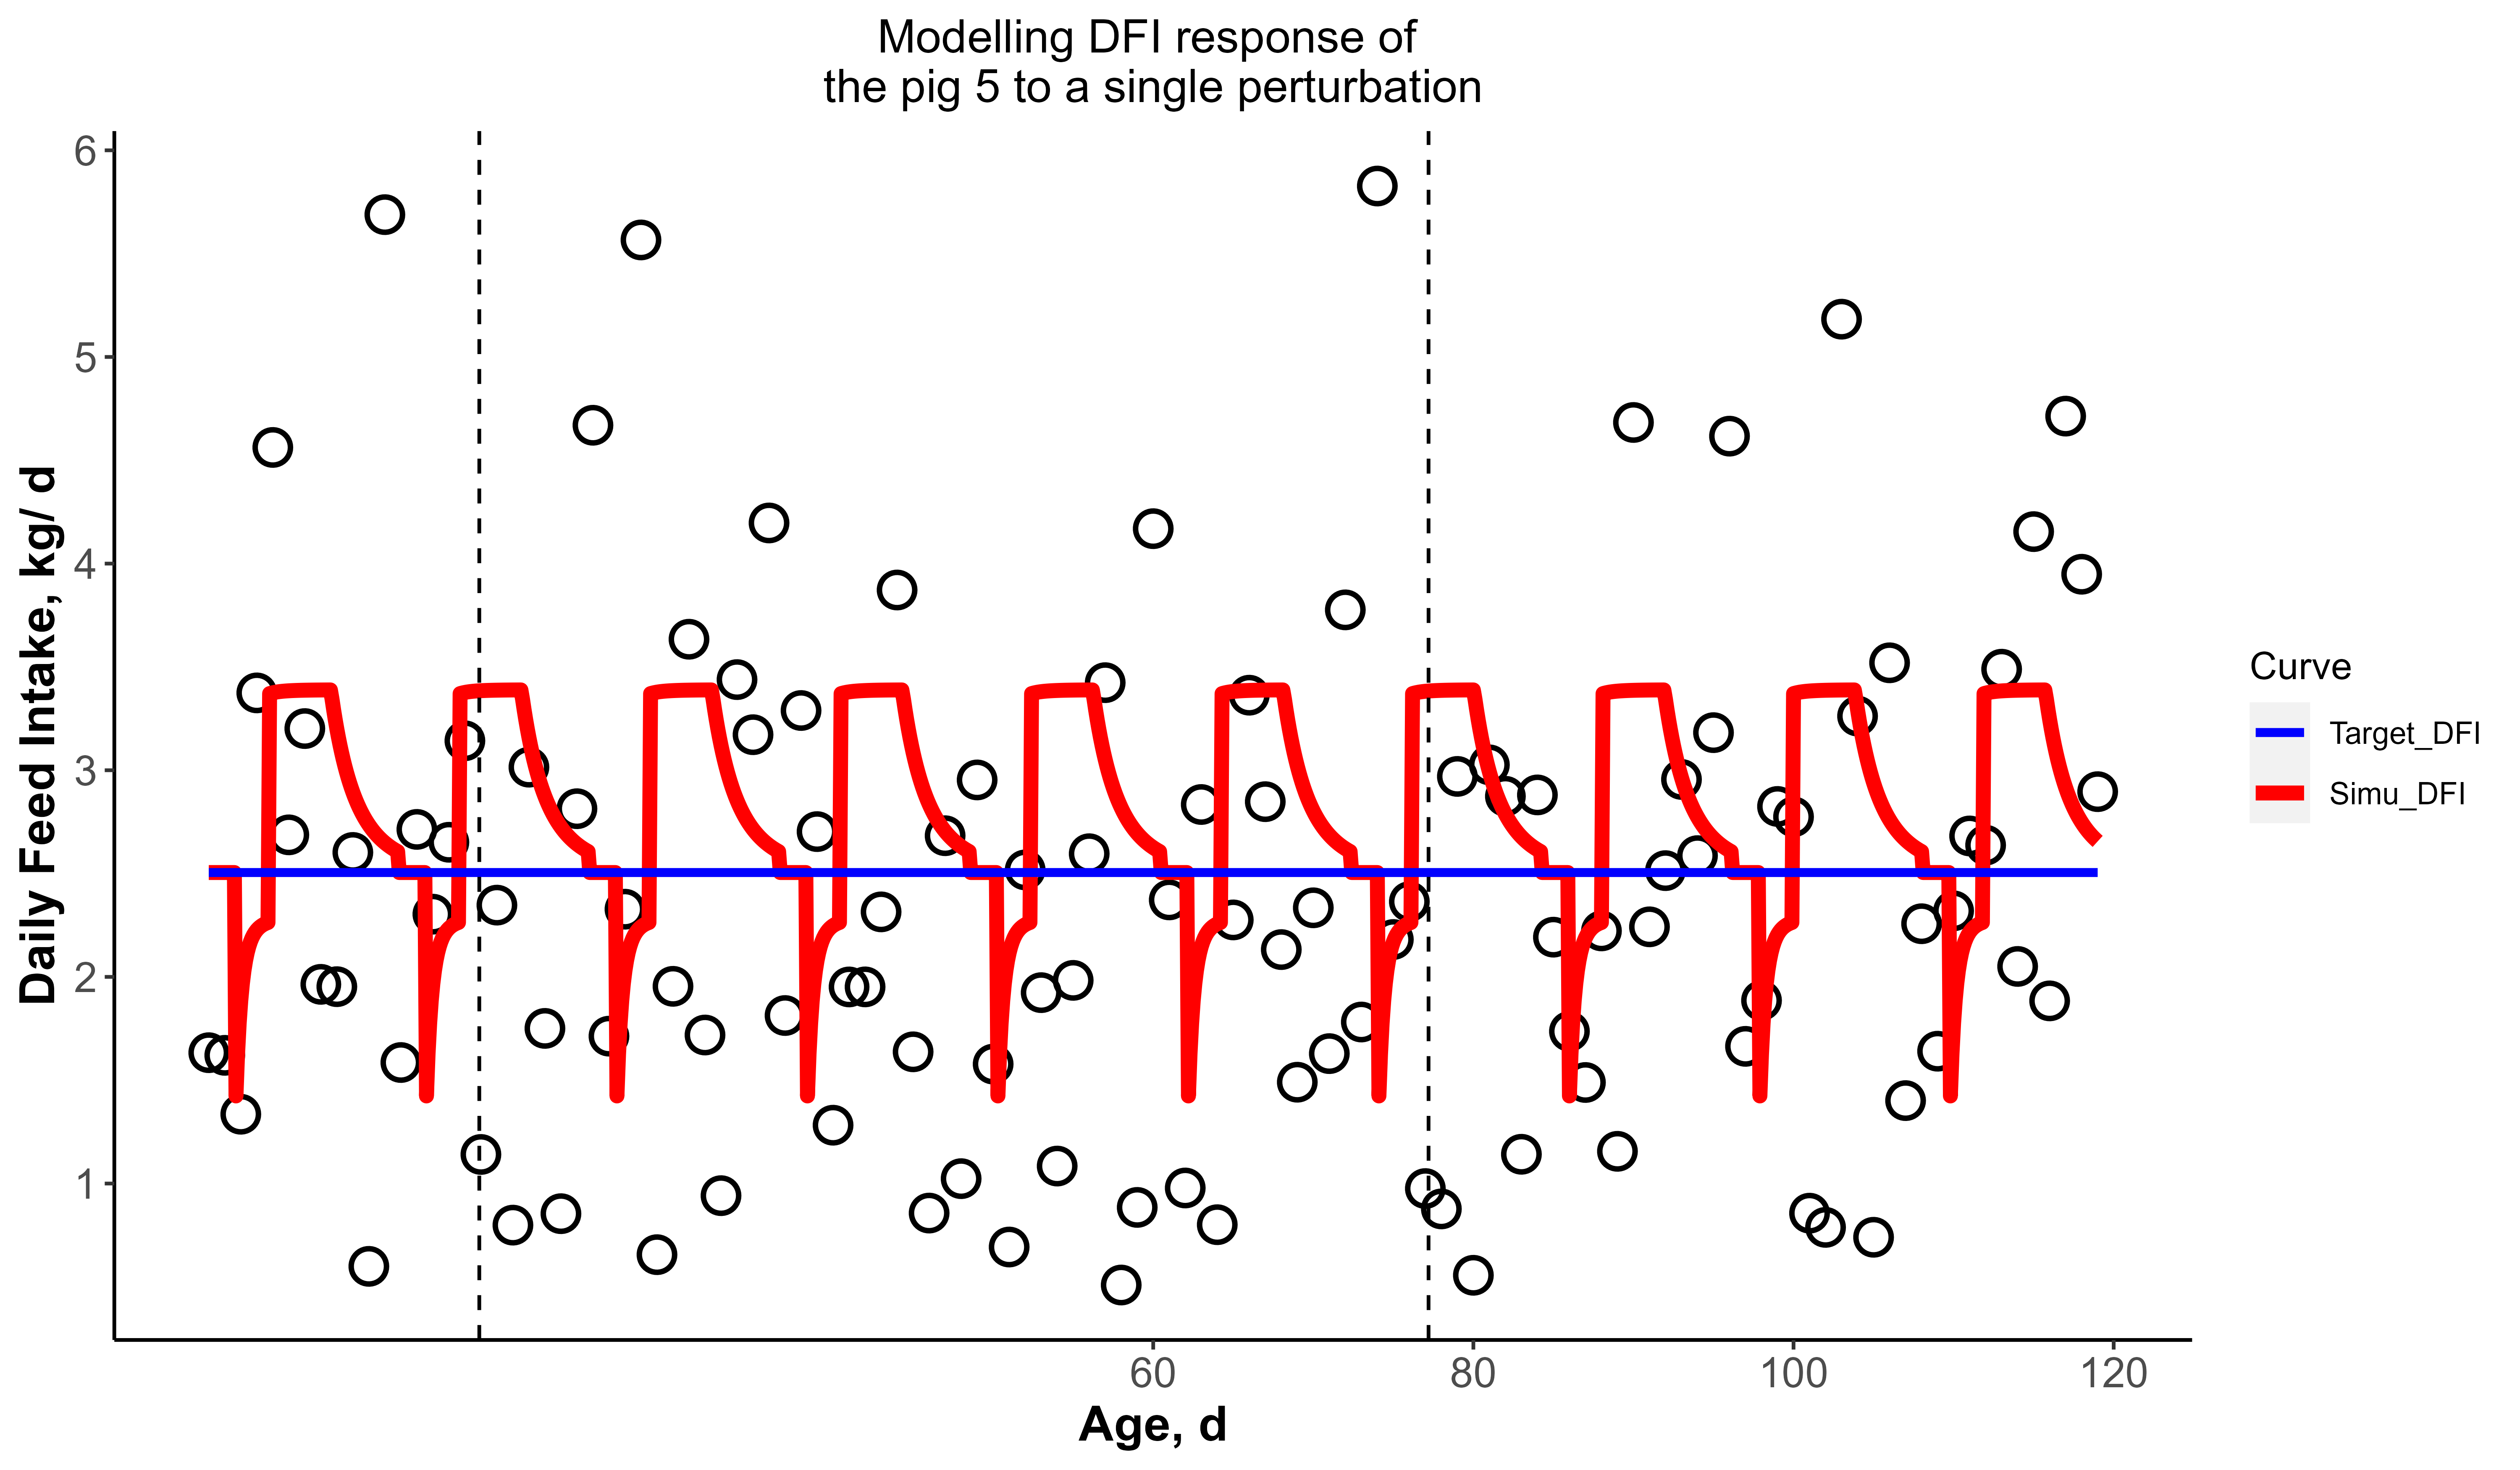 Modelling DFI response of
the pig 5 to a single perturbation
Daily Feed Intake, kg/ d
6
5
4
3
2
1
60
80
100
120
Age, d
Curve
Target_DFI
Simu_DFI